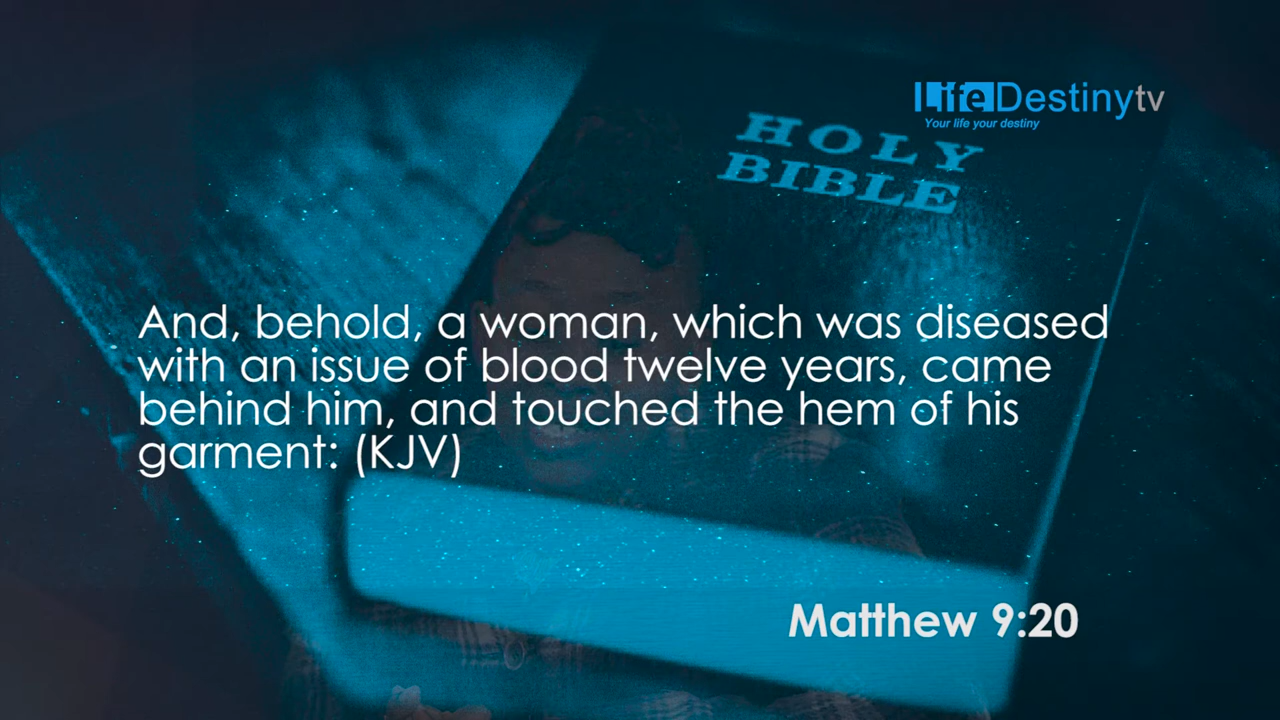 LifeDestinytv
Your life your destiny
HOLY
BIBLE
And, behold, a woman, which was diseased
with an issue of blood twelve years, came
behind him, and touched the hem of his
garment: (KJV)
Matthew 9:20